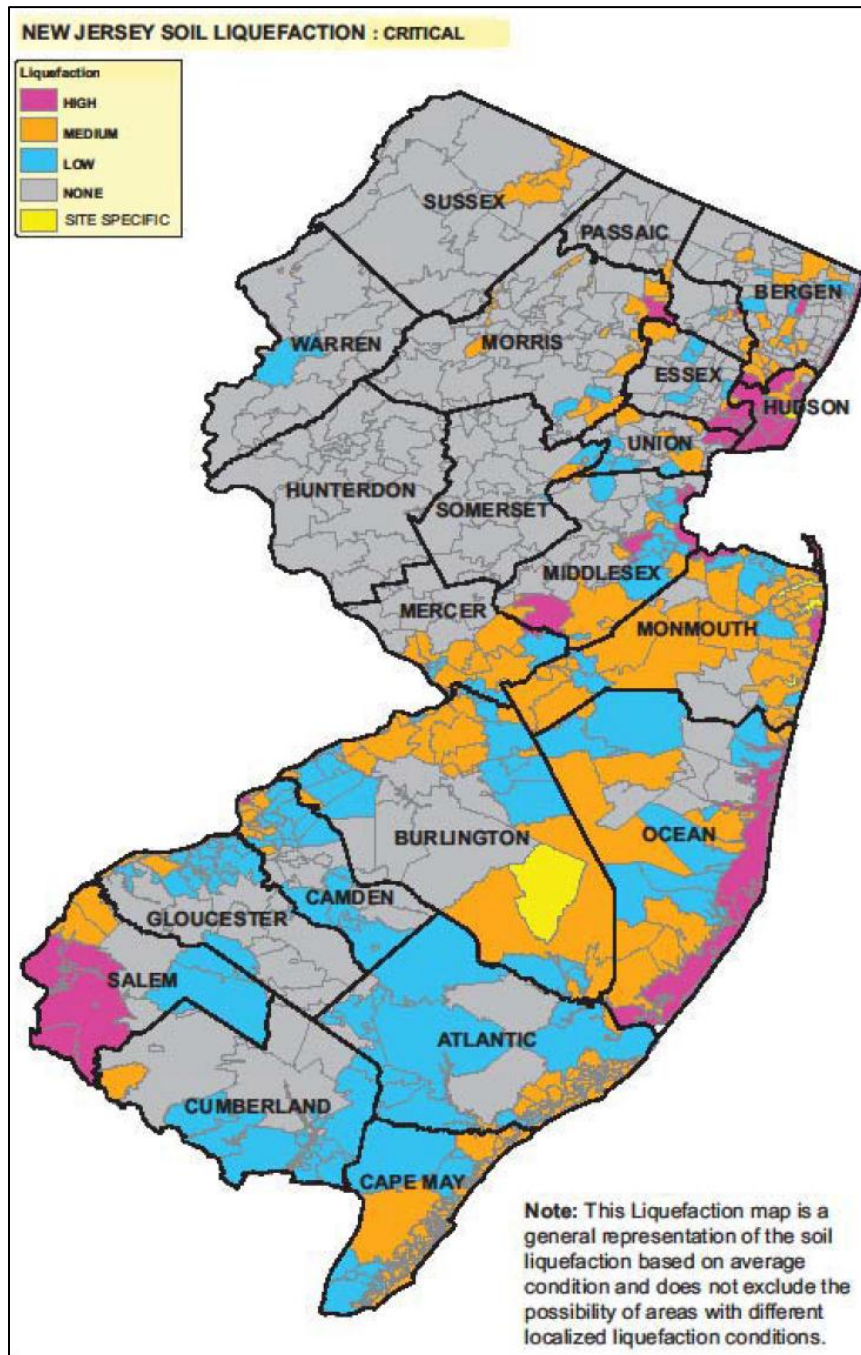 NEW JERSEY SOIL LIQUEFACTION : CRITICAL
Liquefaction
HIGH
MEDIUM
LOW
NONE
SITE SPECIFIC
SUSSEX
PASSAIC
BERGEN
WARREN
MORRIS
ESSEX
HUDSON
UNION
HUNTERDON
SOMERSET
MIDDLESEX
MERCER
MONMOUTH
BURLINGTON
OCEAN
CAMDEN
GLOUCESTER
SALEM
ATLANTIC
CUMBERLAND
CAPE MAY
Note: This Liquefaction map is a
general representation of the soil
liquefaction based on average
condition and does not exclude the
possibility of areas with different
localized liquefaction conditions.